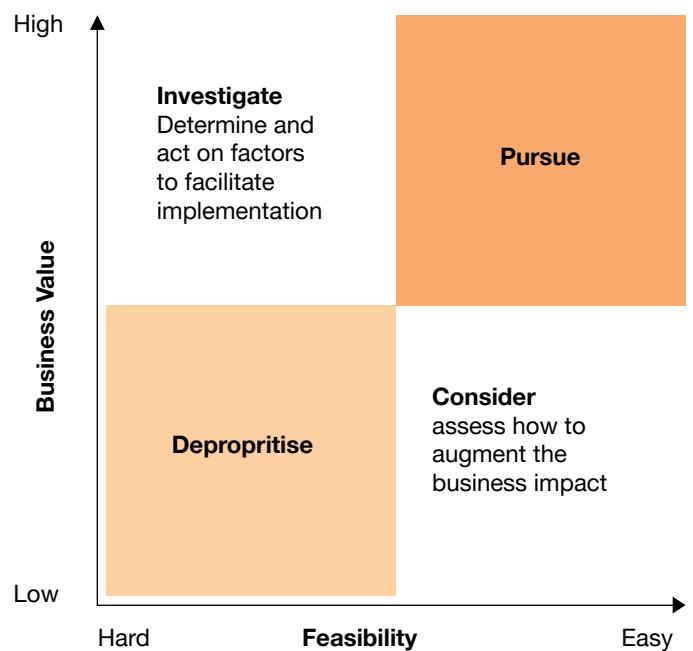 High
Investigate
Determine and
act on factors
to facilitate
implementation
Pursue
Business Value
Depropritise
Consider
assess how to
augment the
business impact
Low
Hard
Feasibility
Easy